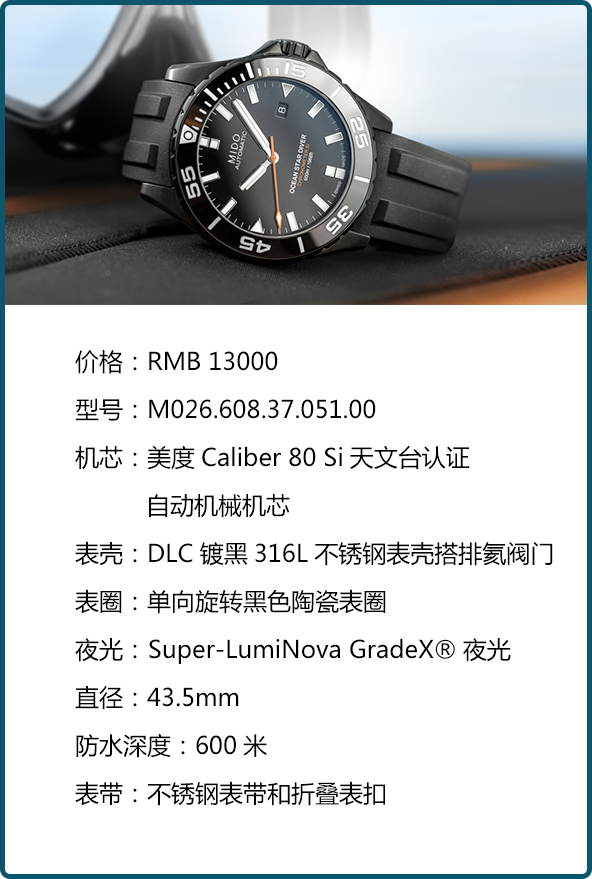 15
25
35
45
55
8
MIDO
AUTOMATIC
OCEAN STAR DIVER
CHRONOMETER SI
600m / 1968ft
价格：RMB 13000
型号：M026.608.37.051.00
机芯：美度 Caliber 80 Si 天文台认证
自动机械机芯
表壳：DLC 镀黑 316L 不锈钢表壳搭排氦阀门
表圈：单向旋转黑色陶瓷表圈
夜光：Super-LumiNova GradeX® 夜光
直径：43.5mm
防水深度：600 米
表带：不锈钢表带和折叠表扣